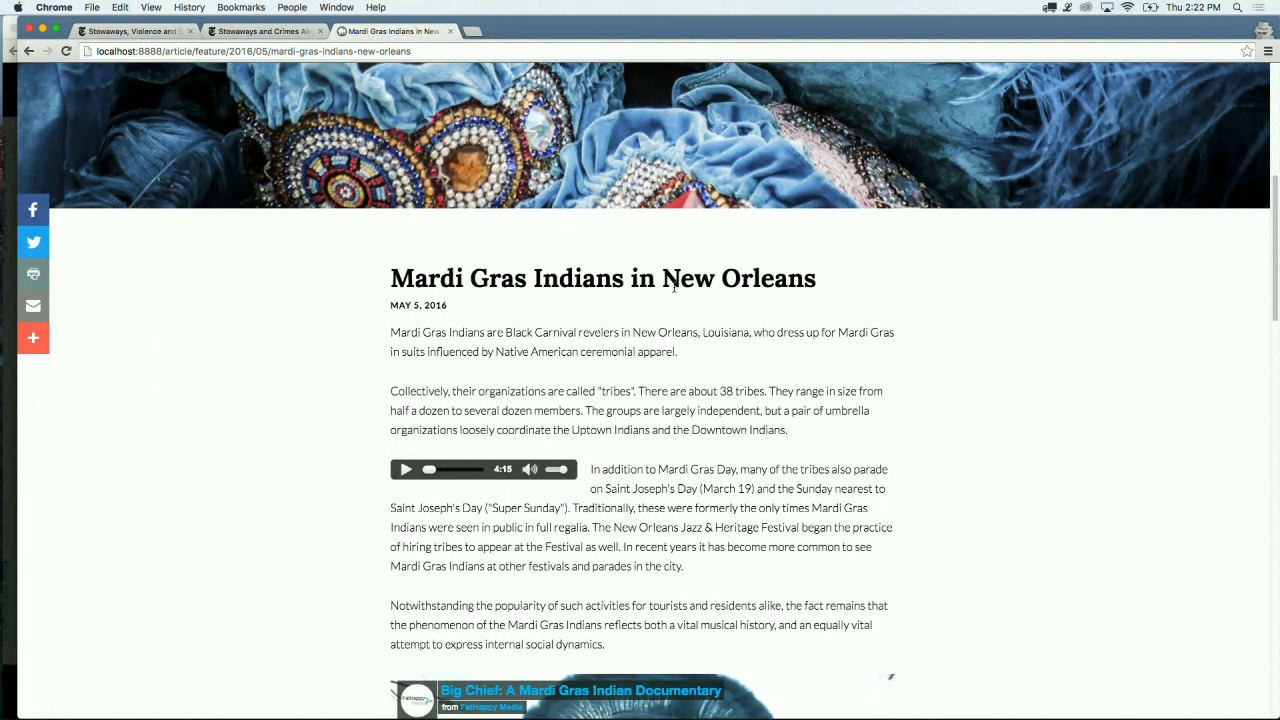 Chrome File Edit View History Bookmarks People Window Help Thu 2:22 PM
Stowaways, Violence and S Stowaways and Crimes Ab Mardi Gras Indians in New
localhost:8888/article/feature/2016/05/mardi-gras-indians-new-orleans
Mardi Gras Indians in New Orleans
MAY 5, 2016
Mardi Gras Indians are Black Carnival revelers in New Orleans, Louisiana, who dress up for Mardi Gras
in suits influenced by Native American ceremonial apparel.
Collectively, their organizations are called "tribes". There are about 38 tribes. They range in size from
half a dozen to several dozen members. The groups are largely independent, but a pair of umbrella
organizations loosely coordinate the Uptown Indians and the Downtown Indians.
4:15
In addition to Mardi Gras Day, many of the tribes also parade
on Saint Joseph's Day (March 19) and the Sunday nearest to
Saint Joseph's Day ("Super Sunday"). Traditionally, these were formerly the only times Mardi Gras
Indians were seen in public in full regalia. The New Orleans Jazz & Heritage Festival began the practice
of hiring tribes to appear at the Festival as well. In recent years it has become more common to see
Mardi Gras Indians at other festivals and parades in the city.
Notwithstanding the popularity of such activities for tourists and residents alike, the fact remains that
the phenomenon of the Mardi Gras Indians reflects both a vital musical history, and an equally vital
attempt to express internal social dynamics.
Big Chief: A Mardi Gras Indian Documentary
FatHappy Media
from FatHappy Media